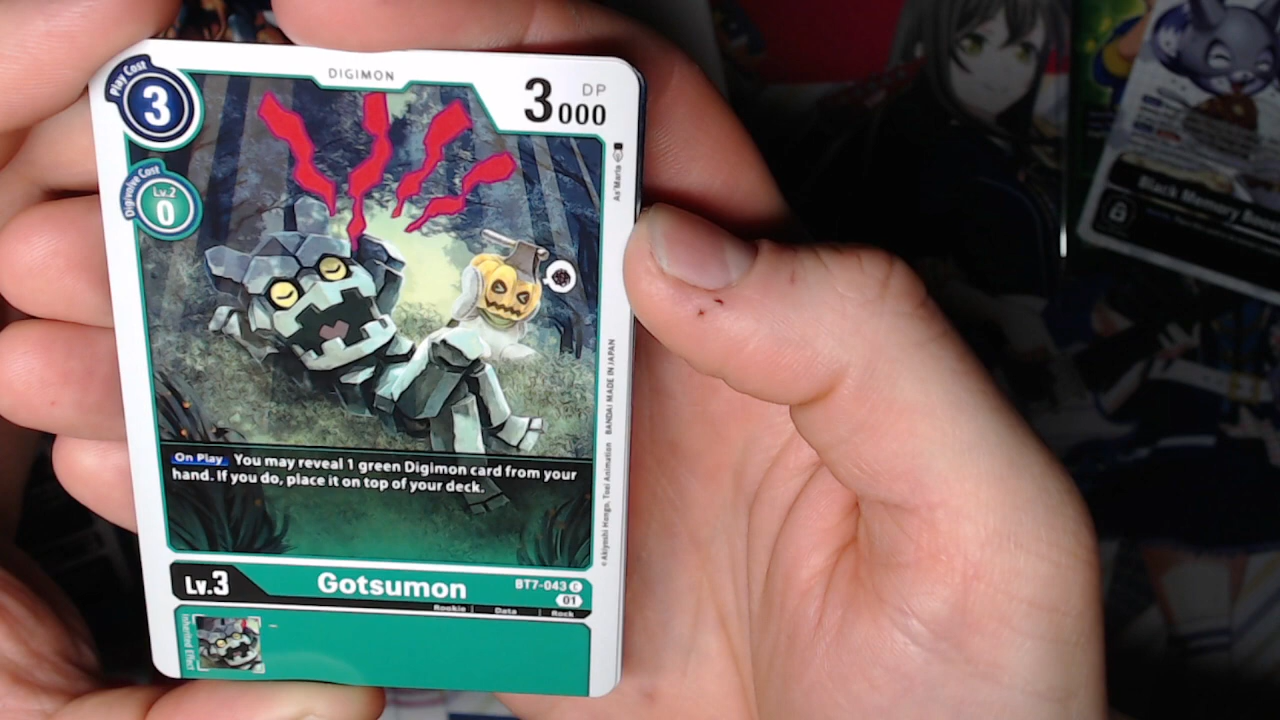 DIGIMON
Play Cost
3
3000
DP
Digivolve Cost
Lv.2
0
As'Maria
On Play You may reveal 1 green Digimon card from your
hand. If you do, place it on top of your deck.
© Akiyoshi Hongo, Toei Animation BANDAI MADE IN JAPAN
Lv.3
Gotsumon
BT7-043 C
01
Rookie | Data | Rock
Inherited Effect
Black Memory